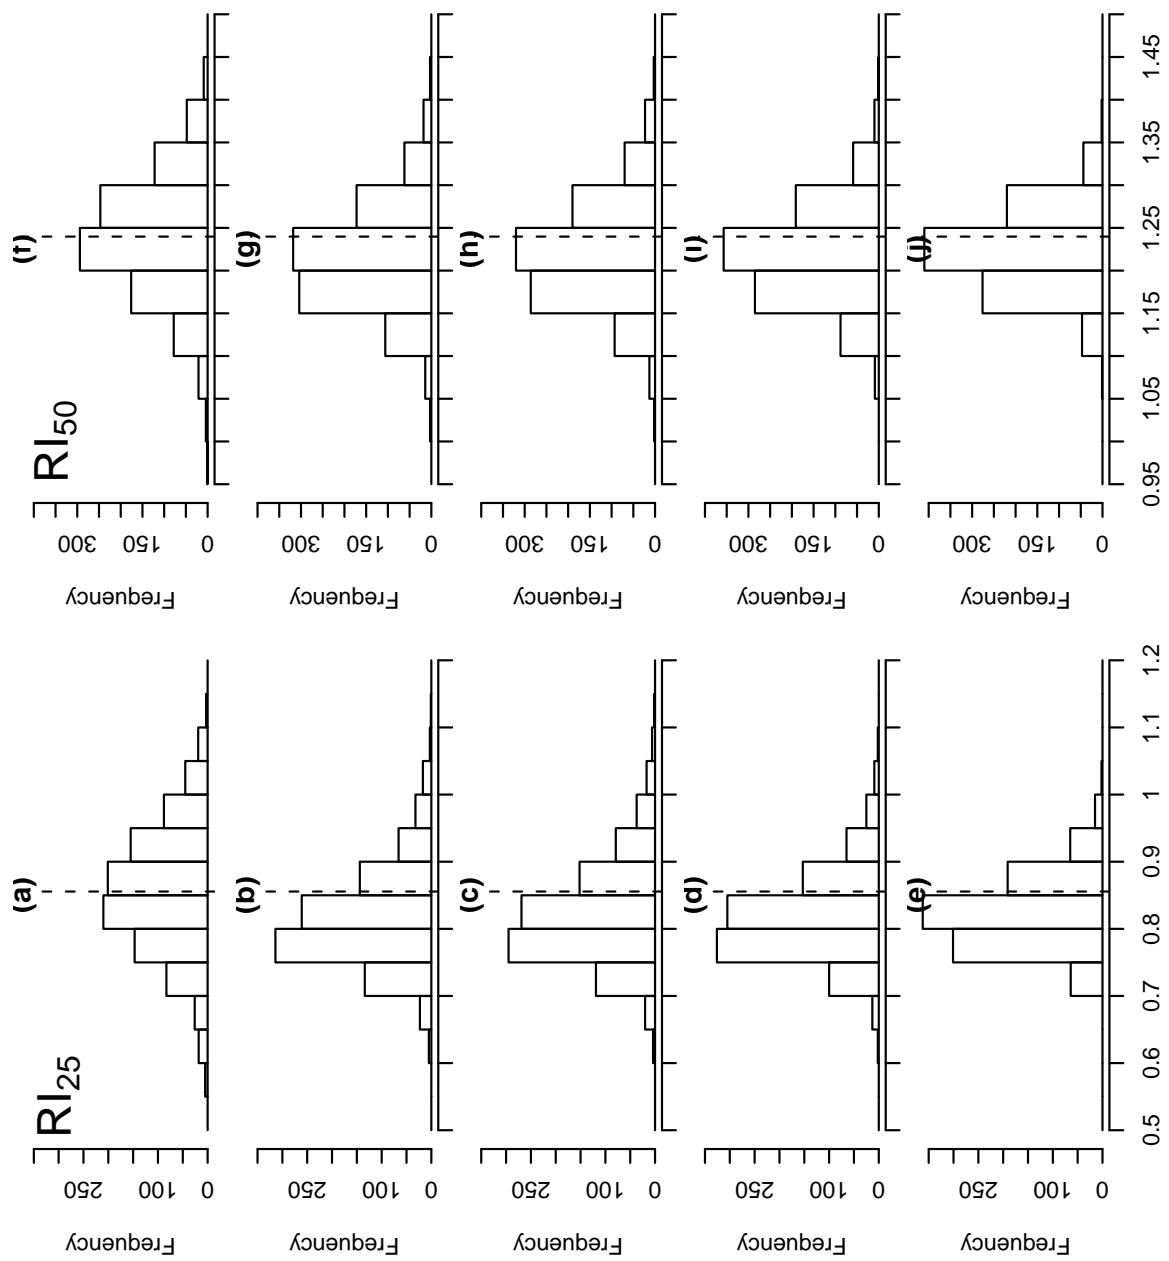 RI25
(a)
Frequency
0 100 250
RI50
(f)
Frequency
0 150 300
(b)
Frequency
0 100 250
(g)
Frequency
0 150 300
(c)
Frequency
0 100 250
(h)
Frequency
0 150 300
(d)
Frequency
0 100 250
(i)
Frequency
0 150 300
(e)
Frequency
0 100 250
(j)
Frequency
0 150 300
0.5 0.6 0.7 0.8 0.9 1 1.1 1.2
0.95 1.05 1.15 1.25 1.35 1.45